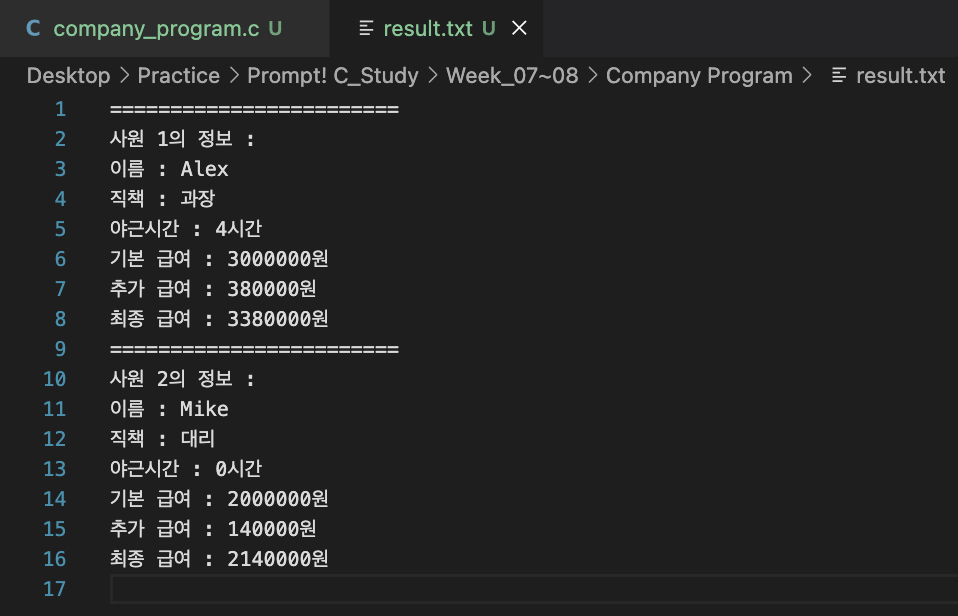 C company_program.c U result.txt U
Desktop > Practice > Prompt! C_Study > Week_07~08 > Company Program > result.txt
1 ========================
2 사원 1의 정보 :
3 이름 : Alex
4 직책 : 과장
5 야근시간 : 4시간
6 기본 급여 : 3000000원
7 추가 급여 : 380000원
8 최종 급여 : 3380000원
9 ========================
10 사원 2의 정보 :
11 이름 : Mike
12 직책 : 대리
13 야근시간 : 0시간
14 기본 급여 : 2000000원
15 추가 급여 : 140000원
16 최종 급여 : 2140000원
17